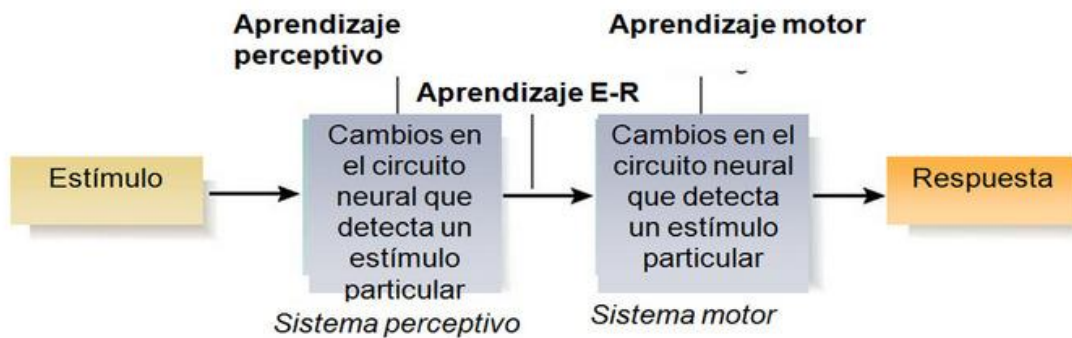 Aprendizaje
perceptivo
Aprendizaje motor
Aprendizaje E-R
Estímulo
Cambios en
el circuito
neural que
detecta un
estímulo
particular
Cambios en el
circuito neural
que detecta
un estímulo
particular
Respuesta
Sistema perceptivo
Sistema motor